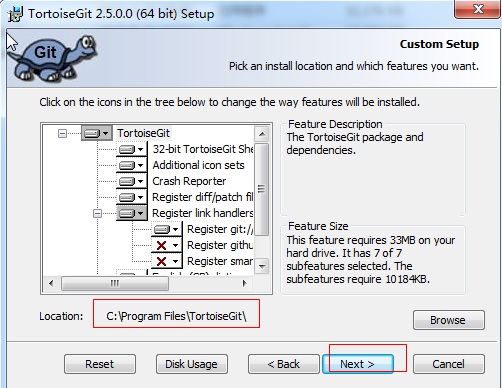 TortoiseGit 2.5.0.0 (64 bit) Setup
Git
Custom Setup
Pick an install location and which features you want.
Click on the icons in the tree below to change the way features will be installed.
TortoiseGit
32-bit TortoiseGit She
Additional icon sets
Crash Reporter
Register diff/patch fil
Register link handlers
Register git:/
Register githu
Register smar
Feature Description
The TortoiseGit package and
dependencies.
Feature Size
This feature requires 33MB on your
hard drive. It has 7 of 7
subfeatures selected. The
subfeatures require 10184KB.
Location:
C:\Program Files\TortoiseGit\
Browse
Reset
Disk Usage
< Back
Next >
Cancel